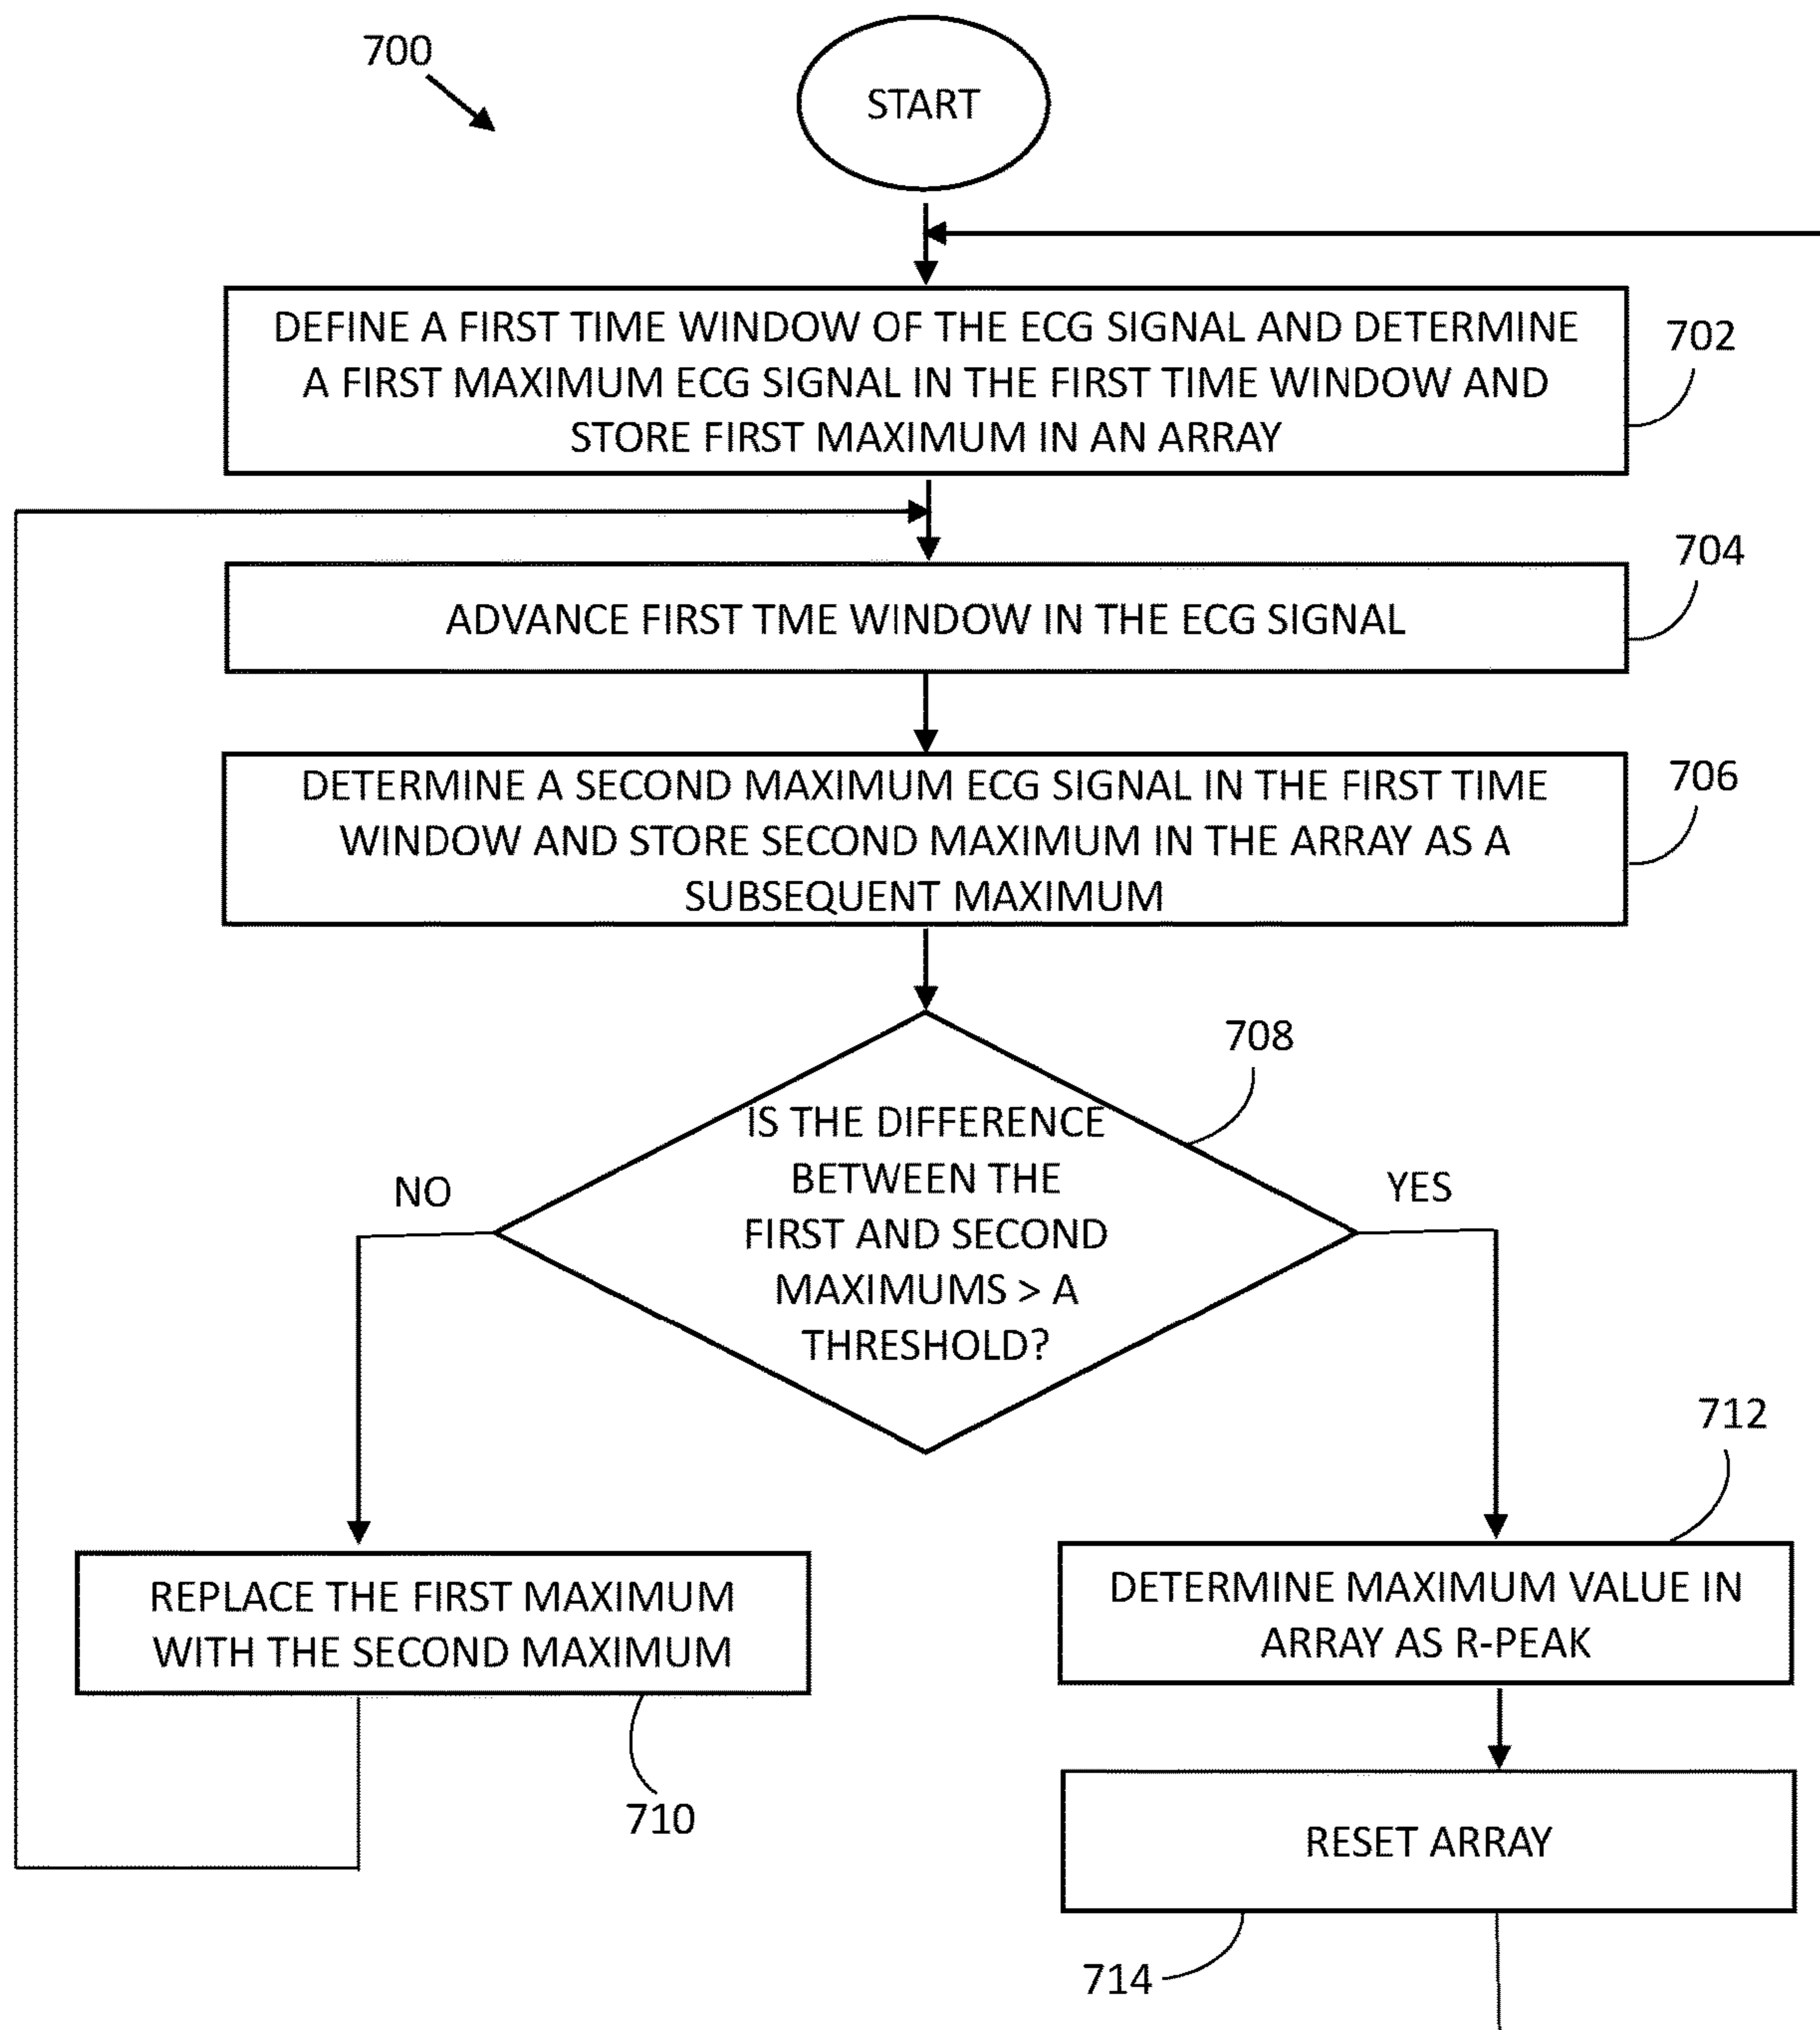 700
START
DEFINE A FIRST TIME WINDOW OF THE ECG SIGNAL AND DETERMINE
A FIRST MAXIMUM ECG SIGNAL IN THE FIRST TIME WINDOW AND
STORE FIRST MAXIMUM IN AN ARRAY
702
704
ADVANCE FIRST TME WINDOW IN THE ECG SIGNAL
DETERMINE A SECOND MAXIMUM ECG SIGNAL IN THE FIRST TIME
WINDOW AND STORE SECOND MAXIMUM IN THE ARRAY AS A
SUBSEQUENT MAXIMUM
706
708
IS THE DIFFERENCE
BETWEEN THE
FIRST AND SECOND
MAXIMUMS > A
THRESHOLD?
NO
YES
712
REPLACE THE FIRST MAXIMUM
WITH THE SECOND MAXIMUM
710
DETERMINE MAXIMUM VALUE IN
ARRAY AS R-PEAK
RESET ARRAY
714